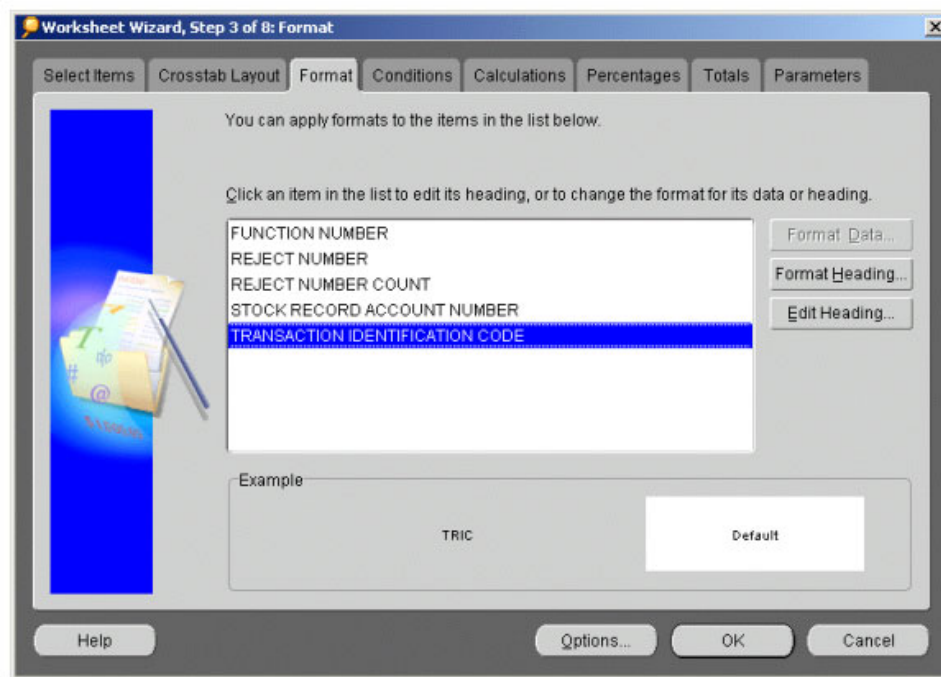 Worksheet Wizard, Step 3 of 8: Format
Select Items Crosstab Layout Format Conditions Calculations Percentages Totals Parameters
You can apply formats to the items in the list below.
Click an item in the list to edit its heading, or to change the format for its data or heading.
FUNCTION NUMBER
REJECT NUMBER
REJECT NUMBER COUNT
STOCK RECORD ACCOUNT NUMBER
TRANSACTION IDENTIFICATION CODE
Format Data...
Format Heading...
Edit Heading...
Example
TRIC Default
Help Options... OK Cancel